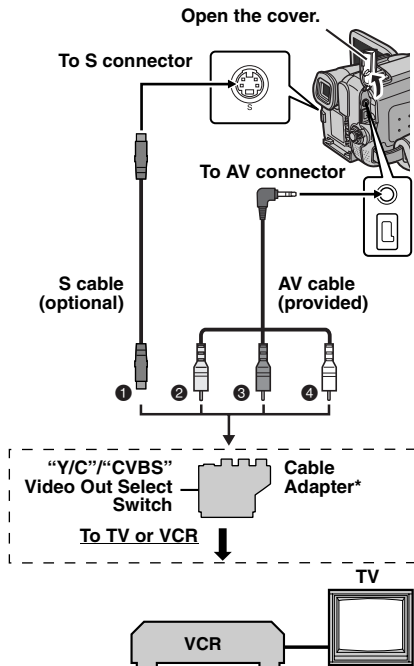 Open the cover.
To S connector
S
To AV connector
S cable
(optional)
AV cable
(provided)
❶ ❷ ❸ ❹
“Y/C”/“CVBS”
Video Out Select
Switch
Cable
Adapter*
To TV or VCR
TV
VCR